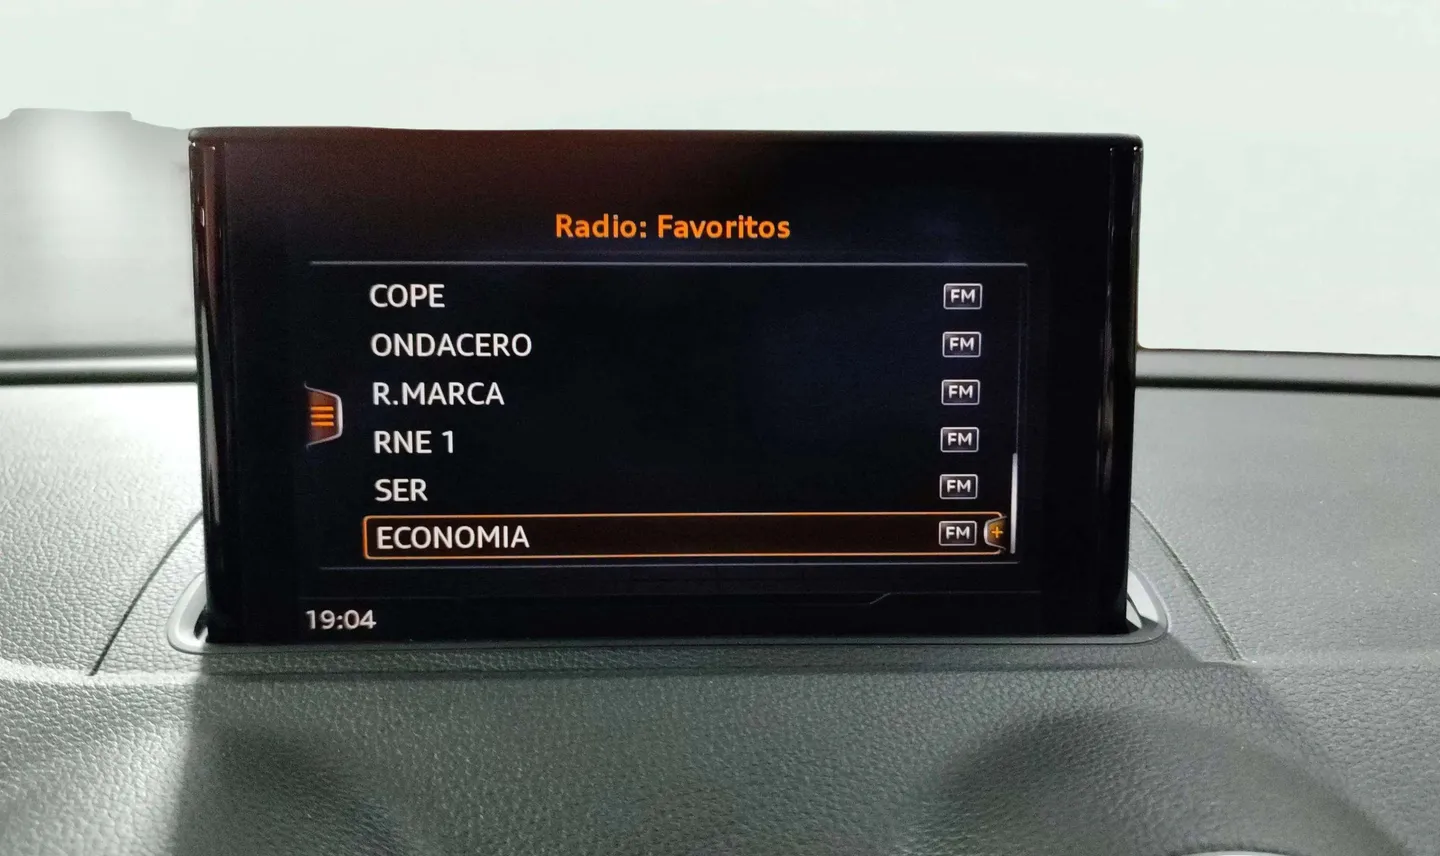 Radio: Favoritos
COPE FM
ONDACERO FM
R.MARCA FM
RNE 1 FM
SER FM
ECONOMIA FM +
19:04